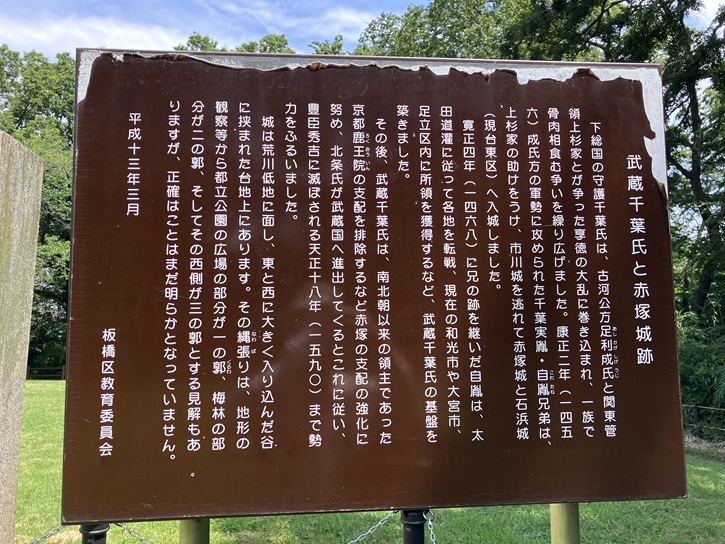 武蔵千葉氏と赤塚城跡
下総国の守護千葉氏は、古河公方足利成氏と関東管
領上杉家とが争った享徳の大乱に巻き込まれ、一族で
骨肉相食む争いを繰り広げました。康正二年(一四五
六)成氏方の軍勢に攻められた千葉実胤・自胤兄弟は、
上杉家の助けをうけ、市川城を逃れて赤塚城と石浜城
(現台東区)へ入城しました。
寛正四年(一四六八)に兄の跡を継いだ自胤は、太
田道灌に従って各地を転戦、現在の和光市や大宮市、
足立区内に所領を獲得するなど、武蔵千葉氏の基盤を
築きました。
その後、武蔵千葉氏は、南北朝以来の領主であった
京都鹿王院の支配を排除するなど赤塚の支配の強化に
努め、北条氏が武蔵国へ進出してくるとこれに従い、
豊臣秀吉に滅ぼされる天正十八年(一五九〇)まで勢
力をふるいました。
城は荒川低地に面し、東と西に大きく入り込んだ谷
に挟まれた台地上にあります。その縄張りは、地形の
観察等から都立公園の広場の部分が一の郭、梅林の部
分が二の郭、そしてその西側が三の郭とする見解もあ
りますが、正確はことはまだ明らかとなっていません。
平成十三年三月
板橋区教育委員会